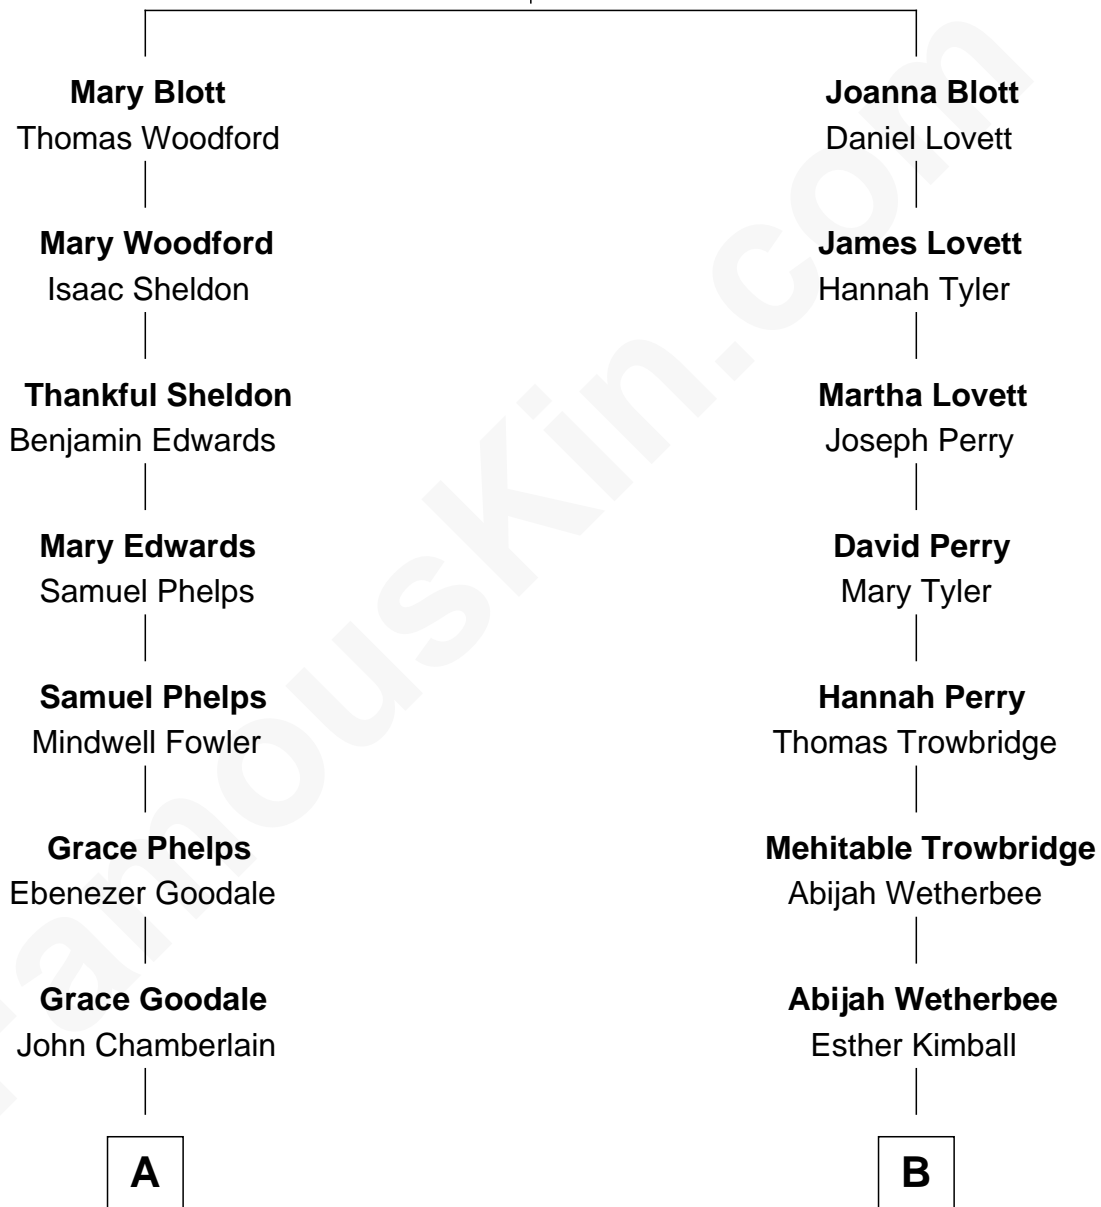 Mary Blott
Thomas Woodford
Mary Woodford
Isaac Sheldon
Thankful Sheldon
Benjamin Edwards
Mary Edwards
Samuel Phelps
Samuel Phelps
Mindwell Fowler
Grace Phelps
Ebenezer Goodale
Grace Goodale
John Chamberlain
A
Joanna Blott
Daniel Lovett
James Lovett
Hannah Tyler
Martha Lovett
Joseph Perry
David Perry
Mary Tyler
Hannah Perry
Thomas Trowbridge
Mehitable Trowbridge
Abijah Wetherbee
Abijah Wetherbee
Esther Kimball
B
FamousKin.com